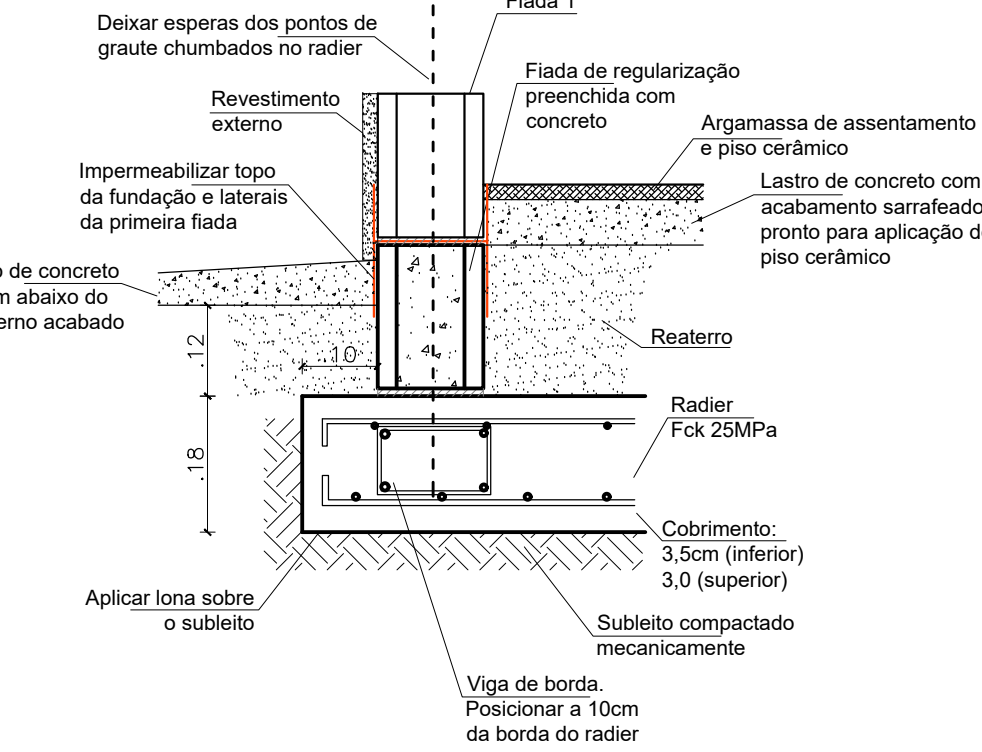 Fiada 1
Deixar esperas dos pontos de
graute chumbados no radier
Fiada de regularização
preenchida com
concreto
Revestimento
externo
Argamassa de assentamento
e piso cerâmico
Impermeabilizar topo
da fundação e laterais
da primeira fiada
Lastro de concreto com
acabamento sarrafeado
pronto para aplicação de
piso cerâmico
de concreto
abaixo do
acabado
Reaterro
.12
10
.18
Radier
Fck 25MPa
Cobrimento:
3,5cm (inferior)
3,0 (superior)
Aplicar lona sobre
o subleito
Subleito compactado
mecanicamente
Viga de borda.
Posicionar a 10cm
da borda do radier